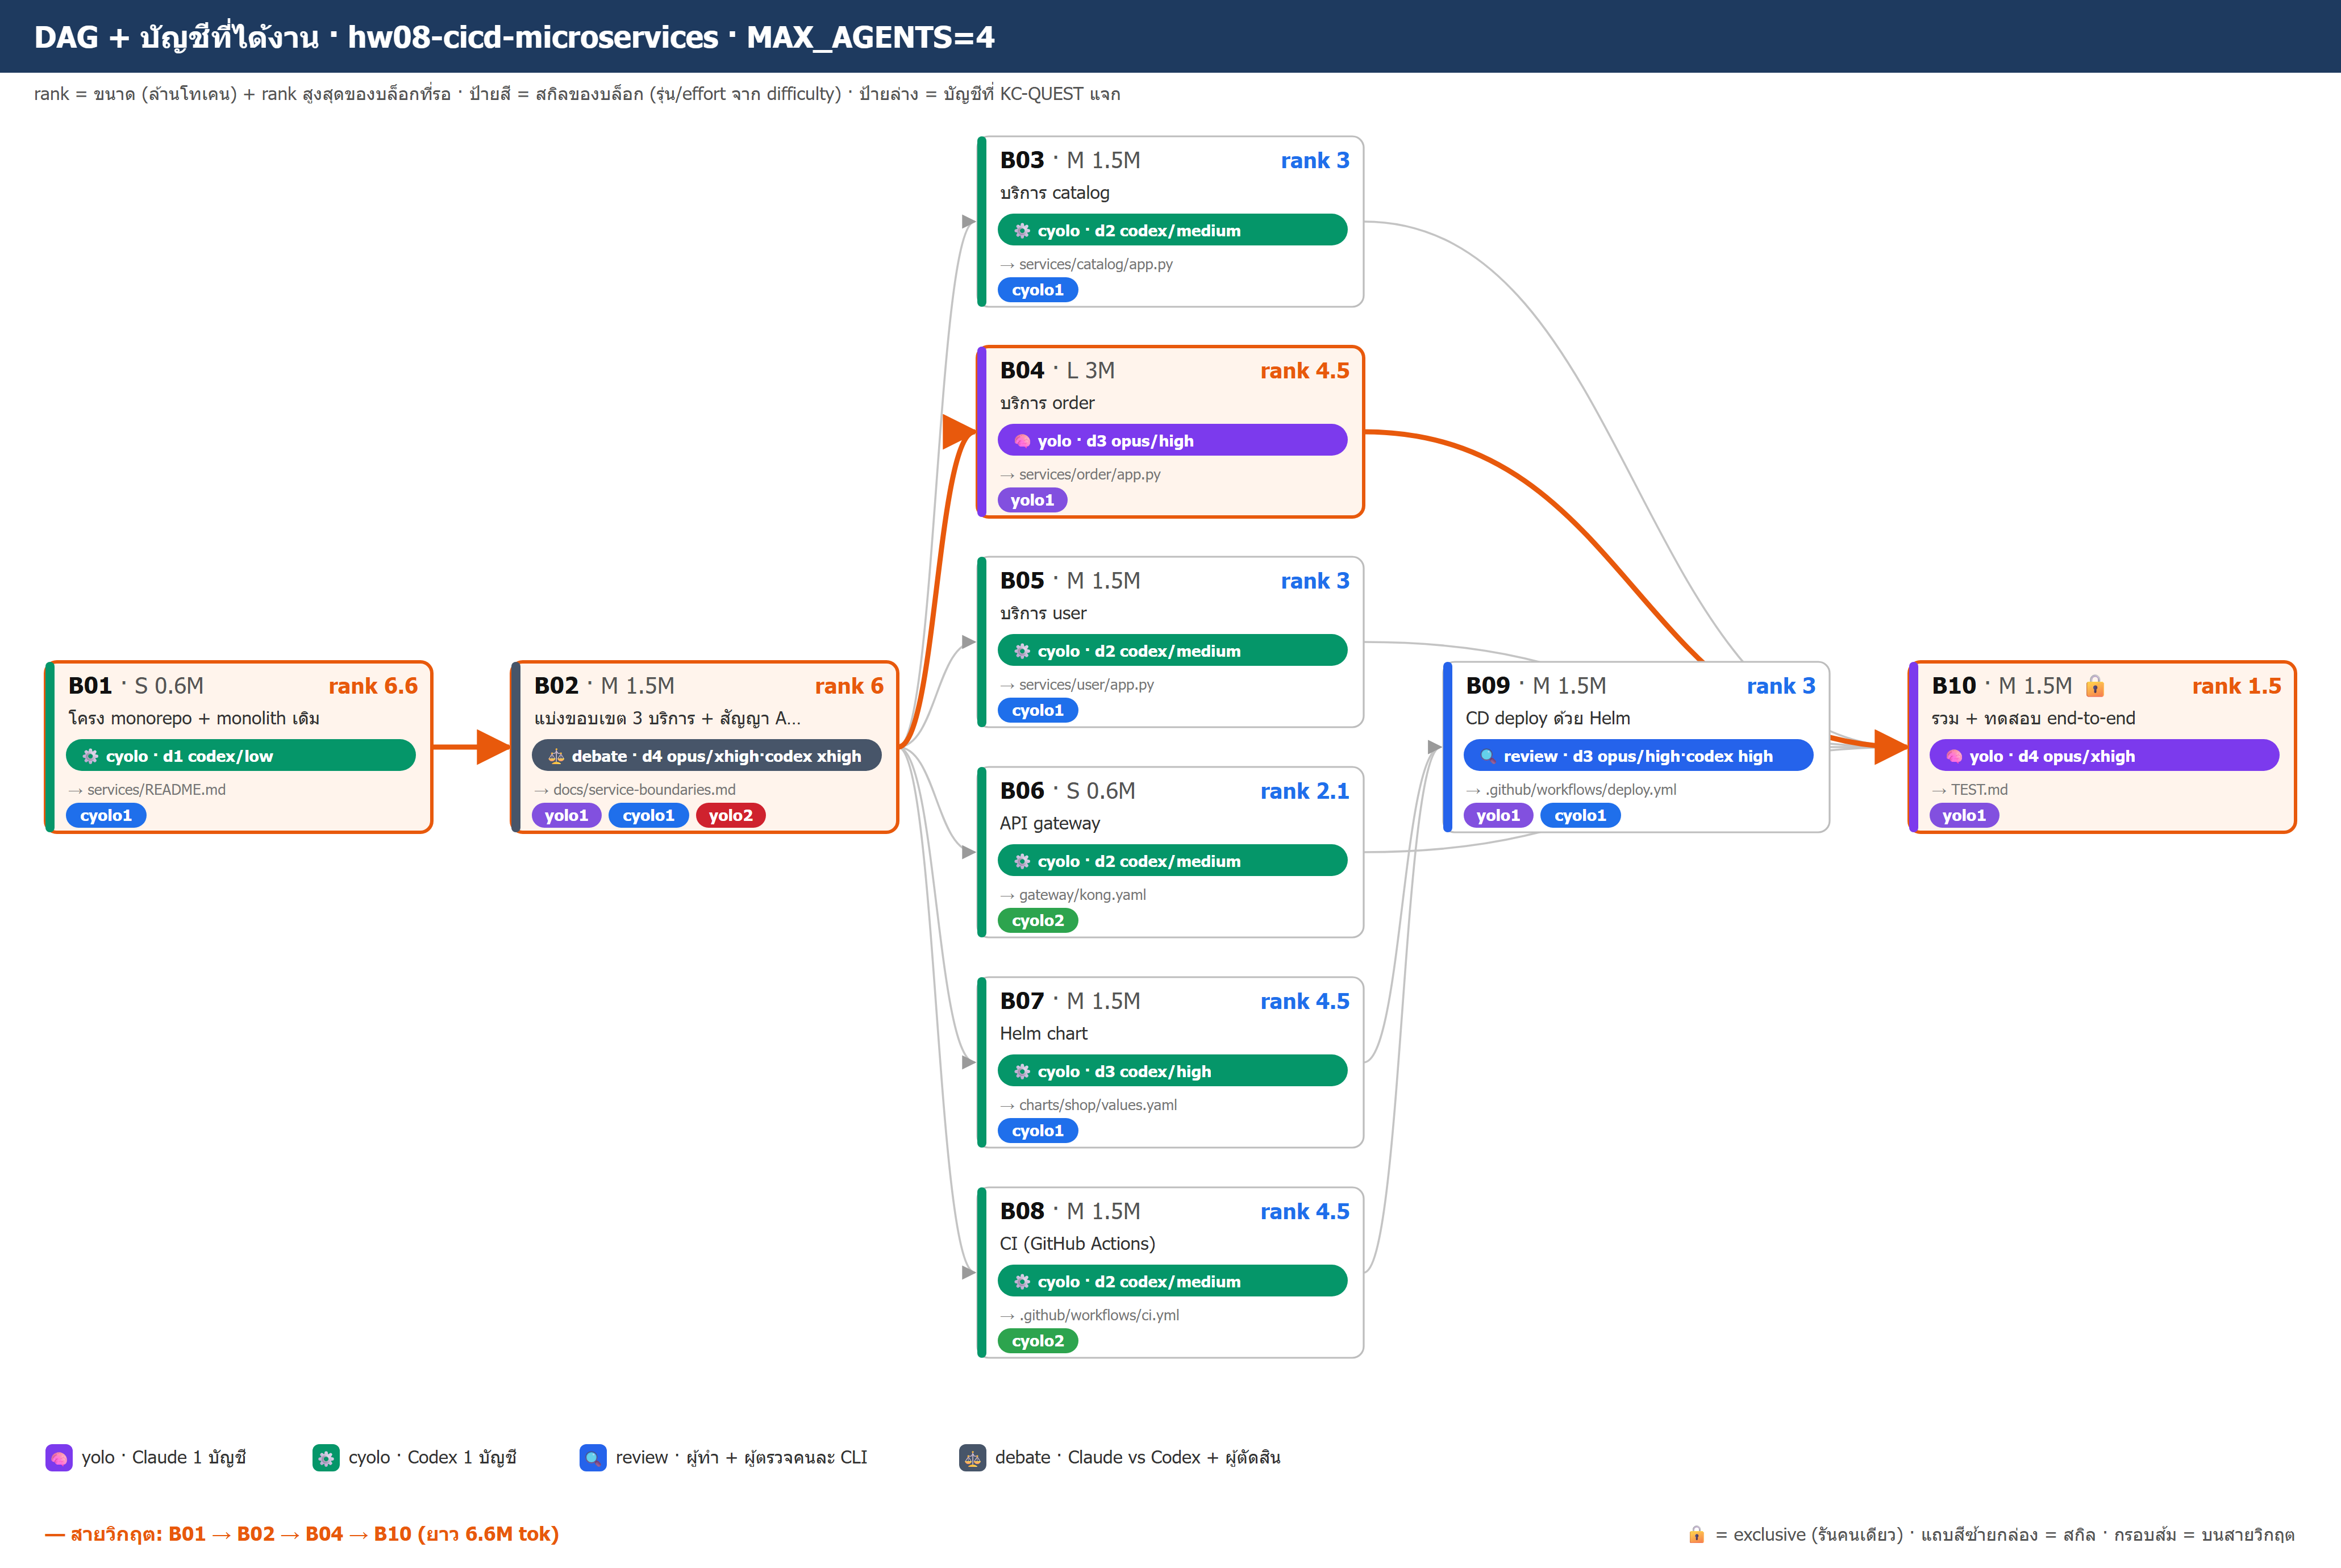 DAG + บัญชีที่ได้งาน · hw08-cicd-microservices · MAX_AGENTS=4
rank = ขนาด (ล้านโทเคน) + rank สูงสุดของบล็อกที่รอ · ป้ายสี = สกิลของบล็อก (รุ่น/effort จาก difficulty) · ป้ายล่าง = บัญชีที่ KC-QUEST แจก
B01 · S 0.6M rank 6.6
โครง monorepo + monolith เดิม
cyolo · d1 codex/low
→ services/README.md
cyolo1
B02 · M 1.5M rank 6
แบ่งขอบเขต 3 บริการ + สัญญา A...
debate · d4 opus/xhigh·codex xhigh
→ docs/service-boundaries.md
yolo1 cyolo1 yolo2
B03 · M 1.5M rank 3
บริการ catalog
cyolo · d2 codex/medium
→ services/catalog/app.py
cyolo1
B04 · L 3M rank 4.5
บริการ order
yolo · d3 opus/high
→ services/order/app.py
yolo1
B05 · M 1.5M rank 3
บริการ user
cyolo · d2 codex/medium
→ services/user/app.py
cyolo1
B06 · S 0.6M rank 2.1
API gateway
cyolo · d2 codex/medium
→ gateway/kong.yaml
cyolo2
B07 · M 1.5M rank 4.5
Helm chart
cyolo · d3 codex/high
→ charts/shop/values.yaml
cyolo1
B08 · M 1.5M rank 4.5
CI (GitHub Actions)
cyolo · d2 codex/medium
→ .github/workflows/ci.yml
cyolo2
B09 · M 1.5M rank 3
CD deploy ด้วย Helm
review · d3 opus/high·codex high
→ .github/workflows/deploy.yml
yolo1 cyolo1
B10 · M 1.5M 🔒 rank 1.5
รวม + ทดสอบ end-to-end
yolo · d4 opus/xhigh
→ TEST.md
yolo1
yolo · Claude 1 บัญชี
cyolo · Codex 1 บัญชี
review · ผู้ทำ + ผู้ตรวจคนละ CLI
debate · Claude vs Codex + ผู้ตัดสิน
— สายวิกฤต: B01 → B02 → B04 → B10 (ยาว 6.6M tok)
🔒 = exclusive (รันคนเดียว) · แถบสีซ้ายกล่อง = สกิล · กรอบส้ม = บนสายวิกฤต